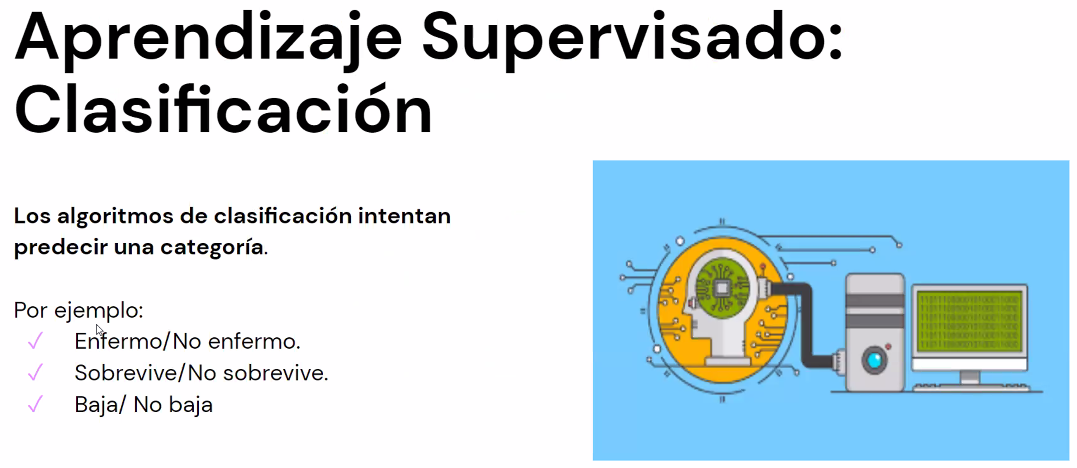 Aprendizaje Supervisado:
Clasificación
Los algoritmos de clasificación intentan
predecir una categoría.
Por ejemplo:
✓ Enfermo/No enfermo.
✓ Sobrevive/No sobrevive.
✓ Baja/ No baja